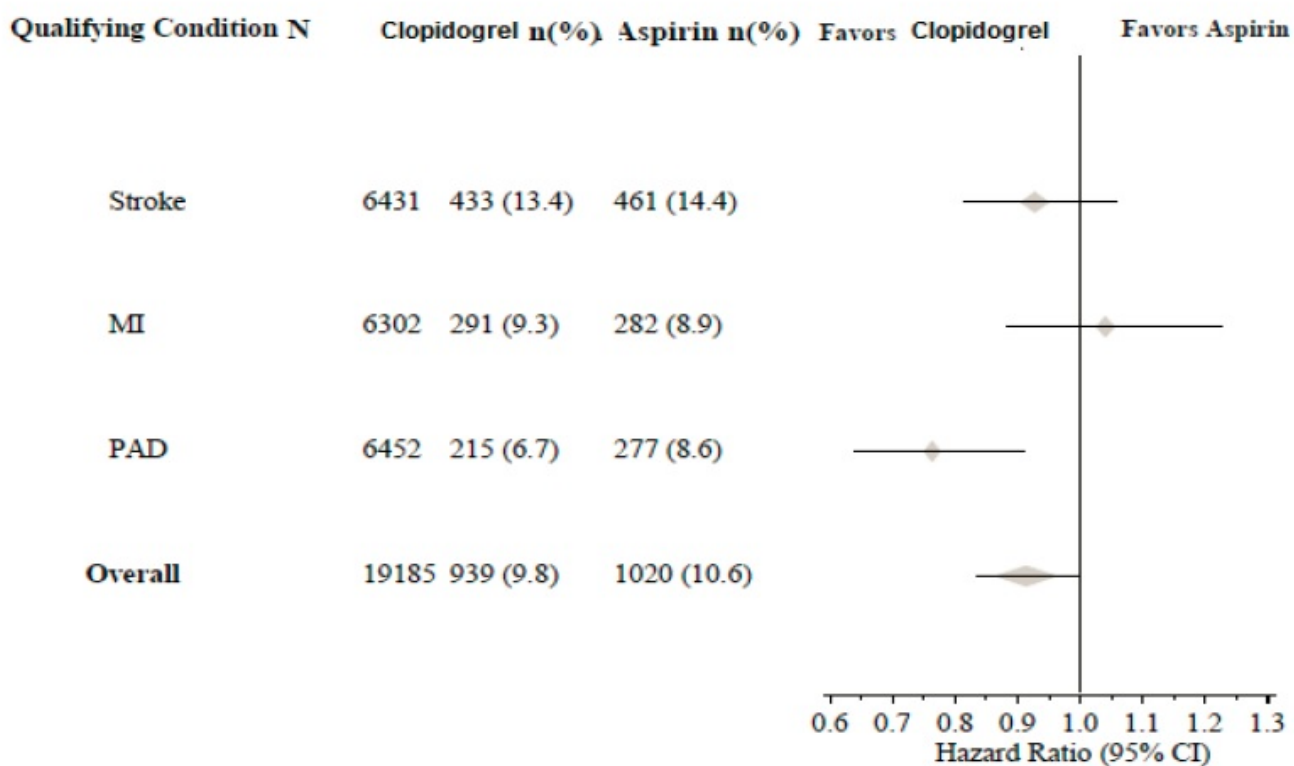 Qualifying Condition N Clopidogrel n(%) Aspirin n(%) Favors Clopidogrel Favors Aspirin
Stroke 6431 433 (13.4) 461 (14.4)
MI 6302 291 (9.3) 282 (8.9)
PAD 6452 215 (6.7) 277 (8.6)
Overall 19185 939 (9.8) 1020 (10.6)
0.6 0.7 0.8 0.9 1.0 1.1 1.2 1.3
Hazard Ratio (95% CI)